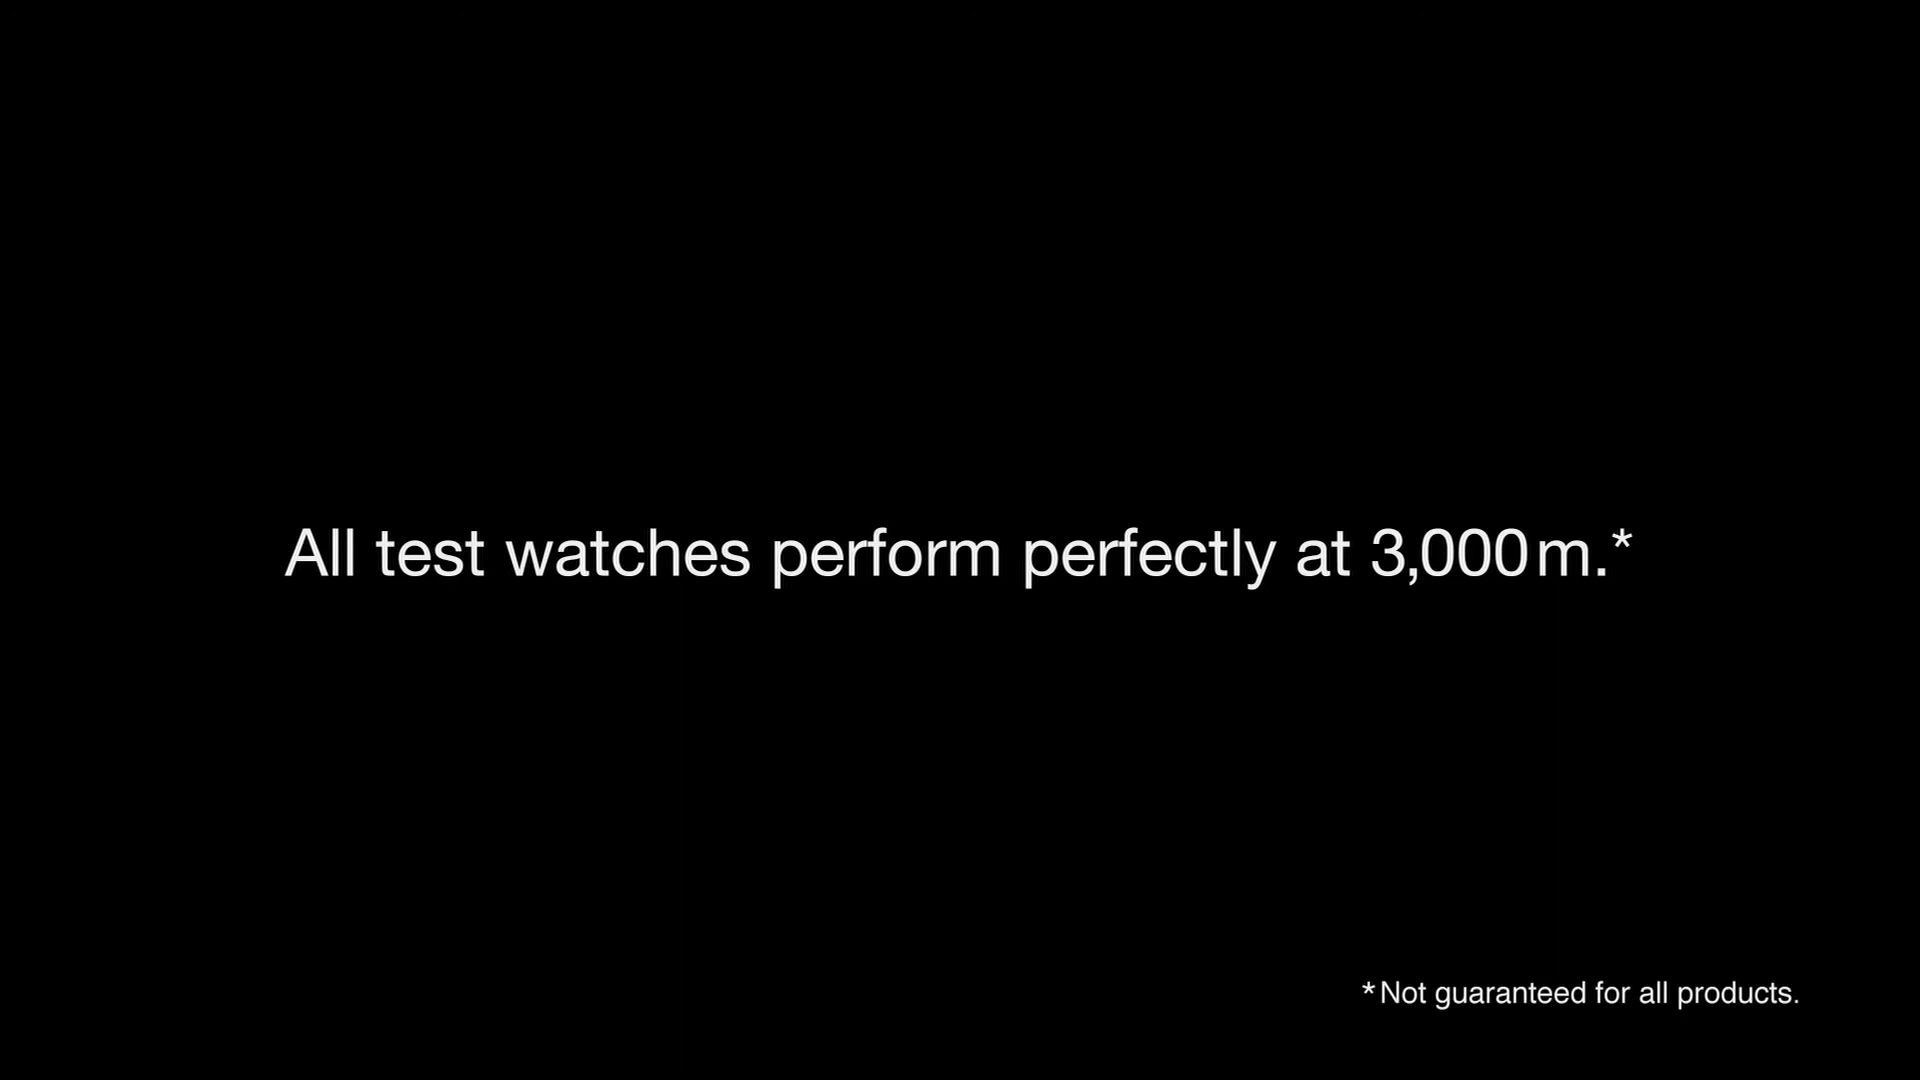 All test watches perform perfectly at 3,000 m.*
*Not guaranteed for all products.